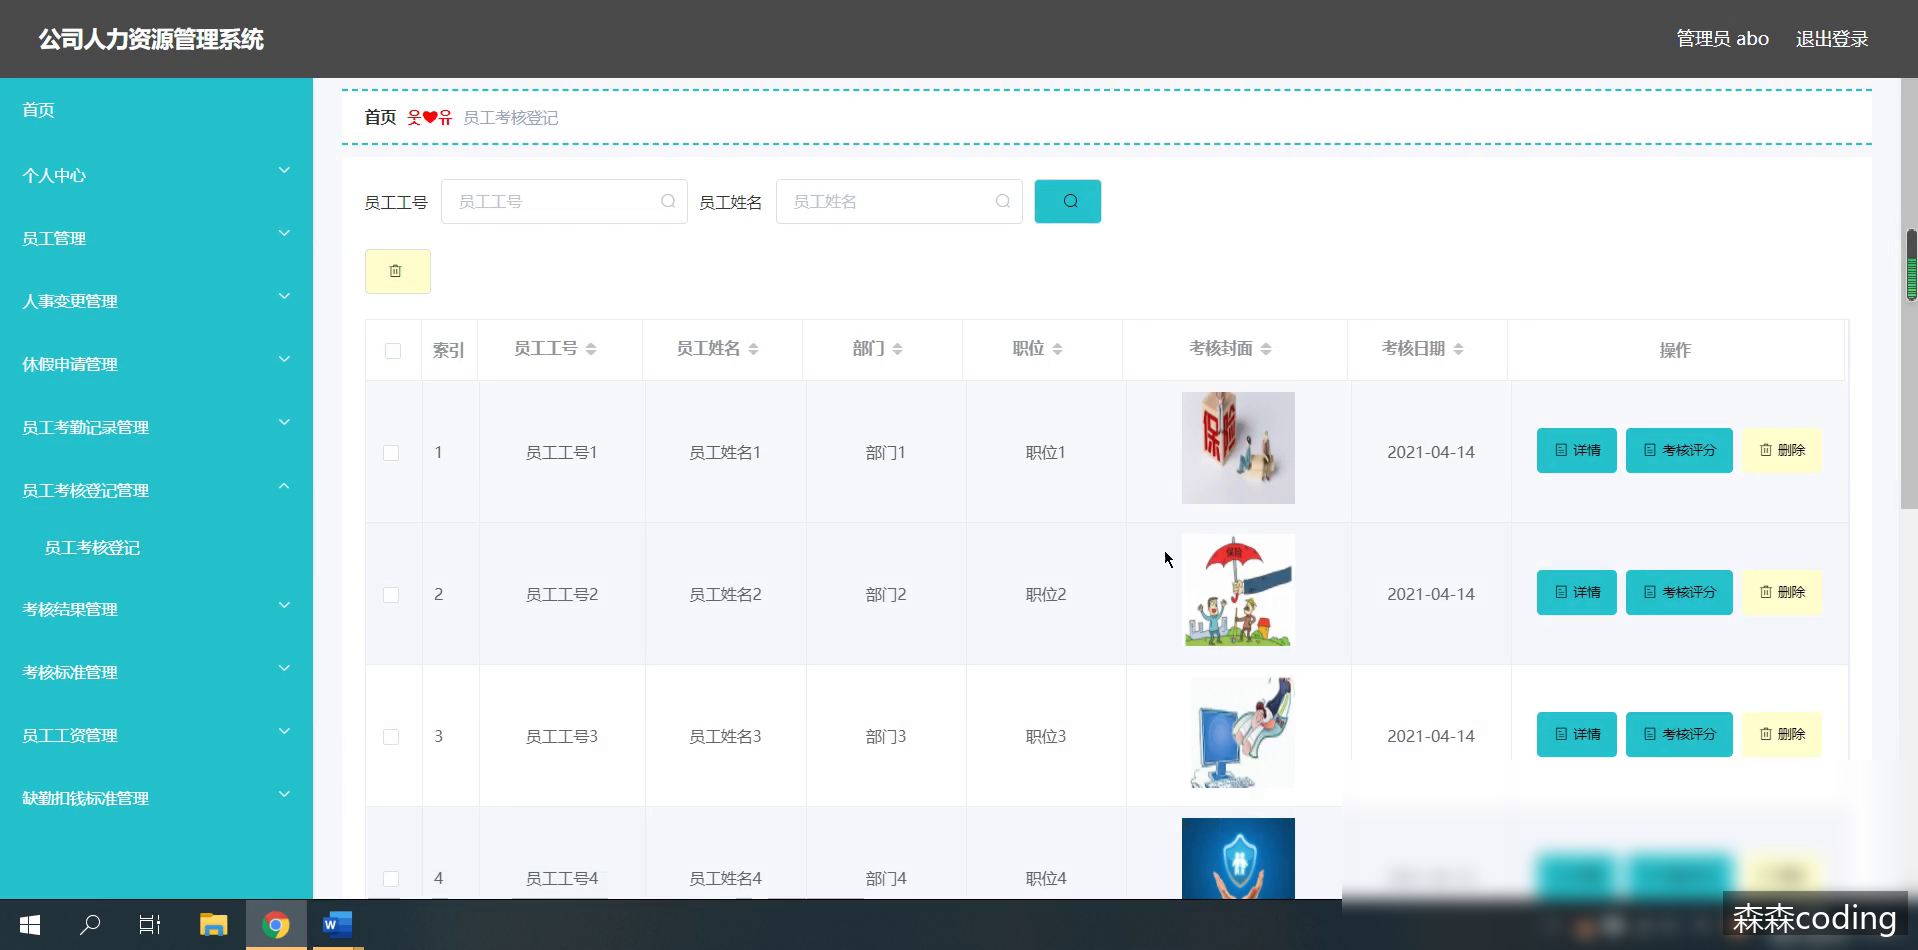 公司人力资源管理系统
管理员 abo
退出登录
首页
个人中心
员工管理
人事变更管理
休假申请管理
员工考勤记录管理
员工考核登记管理
员工考核登记
考核结果管理
考核标准管理
员工工资管理
缺勤扣钱标准管理
首页 웃❤유 员工考核登记
员工工号 员工工号 员工姓名 员工姓名
索引 员工工号 员工姓名 部门 职位 考核封面 考核日期 操作
1 员工工号1 员工姓名1 部门1 职位1 保险 2021-04-14 详情 考核评分 删除
2 员工工号2 员工姓名2 部门2 职位2 保险 2021-04-14 详情 考核评分 删除
3 员工工号3 员工姓名3 部门3 职位3 2021-04-14 详情 考核评分 删除
4 员工工号4 员工姓名4 部门4 职位4
森森coding